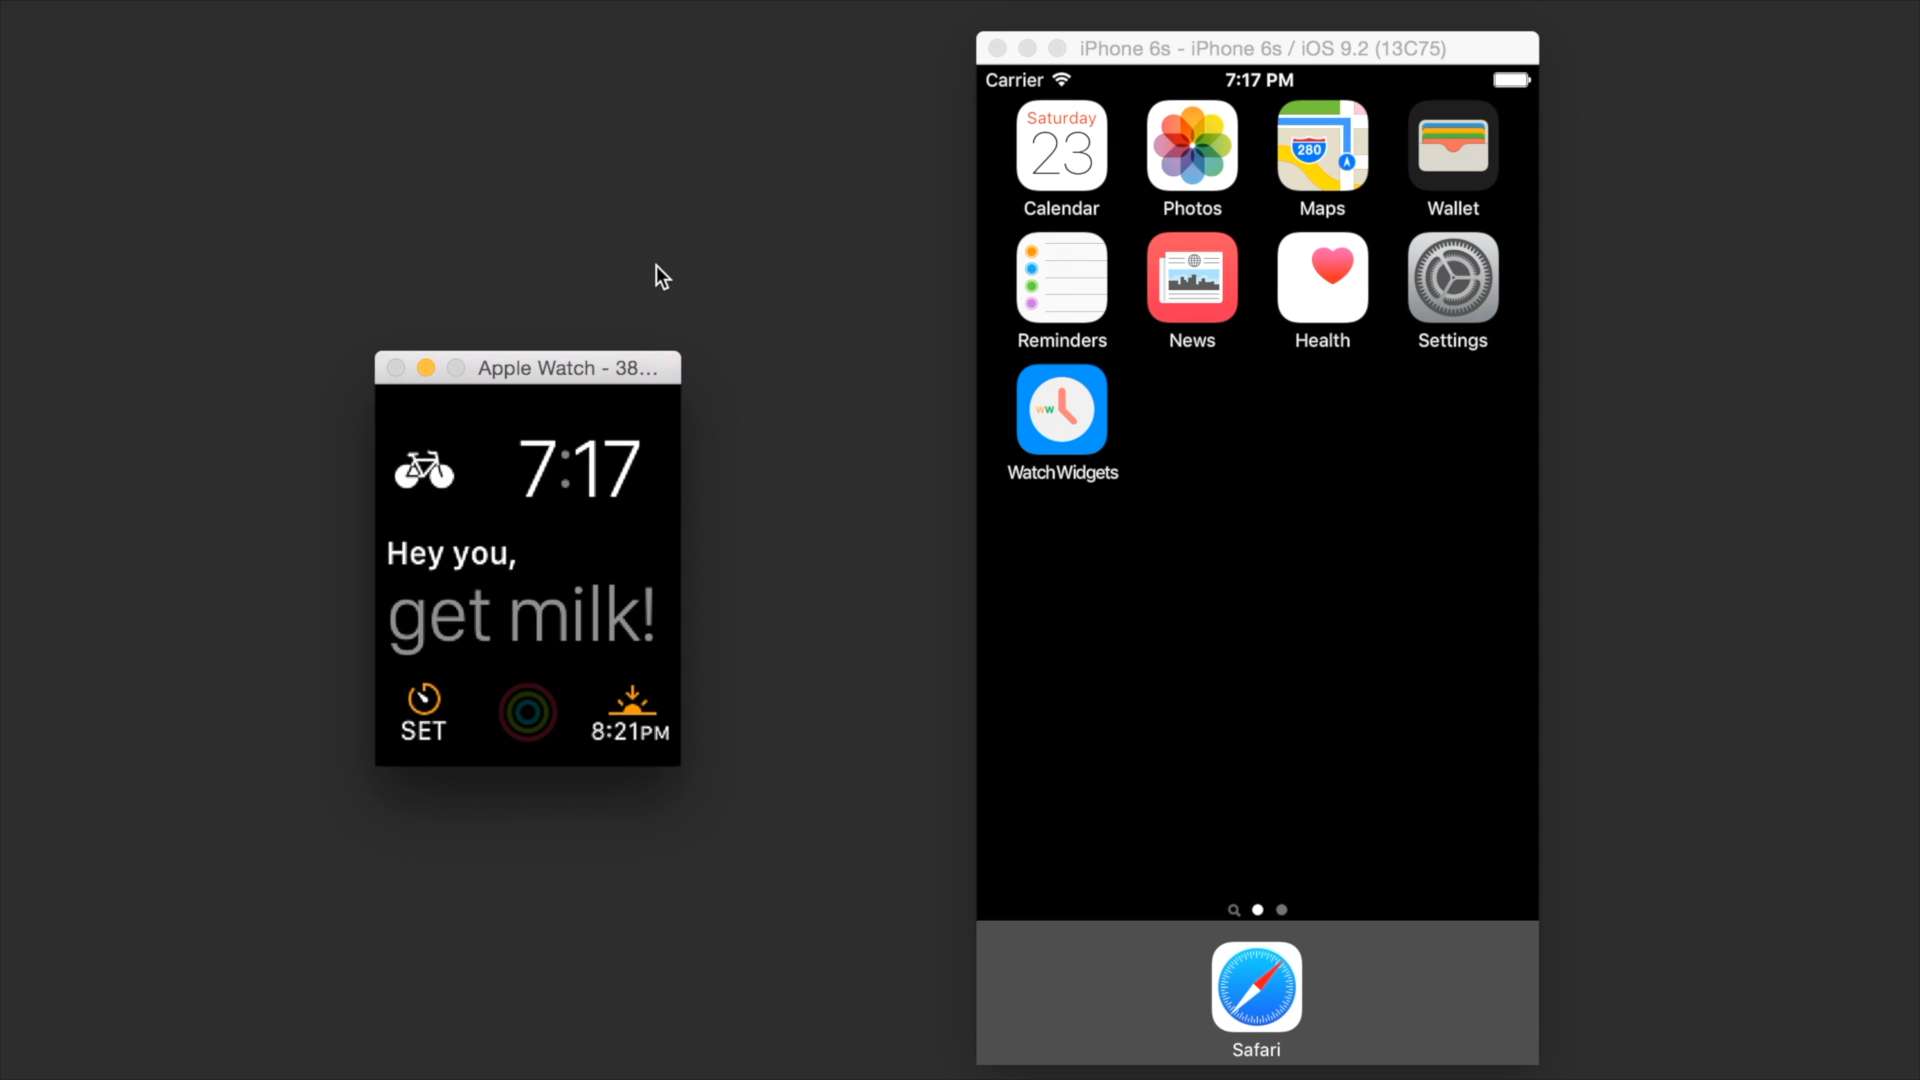 Apple Watch - 38...
7:17
Hey you,
get milk!
SET
8:21PM
iPhone 6s - iPhone 6s / iOS 9.2 (13C75)
Carrier 7:17 PM
Saturday
23
280
Calendar Photos Maps Wallet
Reminders News Health Settings
WW
WatchWidgets
Safari